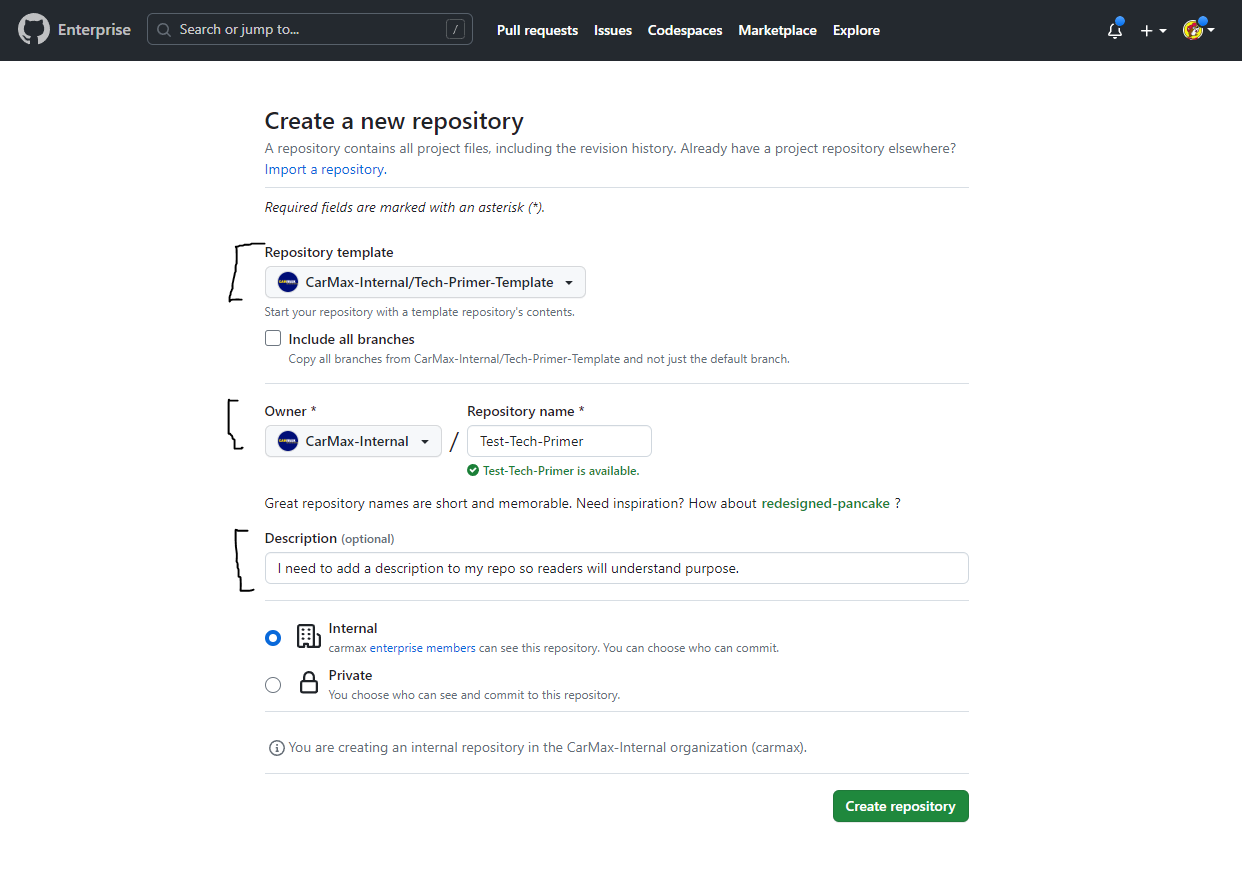 Enterprise Search or jump to... / Pull requests Issues Codespaces Marketplace Explore
Create a new repository
A repository contains all project files, including the revision history. Already have a project repository elsewhere?
Import a repository.
Required fields are marked with an asterisk (*).
Repository template
CarMax-Internal/Tech-Primer-Template
Start your repository with a template repository's contents.
Include all branches
Copy all branches from CarMax-Internal/Tech-Primer-Template and not just the default branch.
Owner * Repository name *
CarMax-Internal / Test-Tech-Primer
Test-Tech-Primer is available.
Great repository names are short and memorable. Need inspiration? How about redesigned-pancake ?
Description (optional)
I need to add a description to my repo so readers will understand purpose.
Internal
carmax enterprise members can see this repository. You can choose who can commit.
Private
You choose who can see and commit to this repository.
You are creating an internal repository in the CarMax-Internal organization (carmax).
Create repository